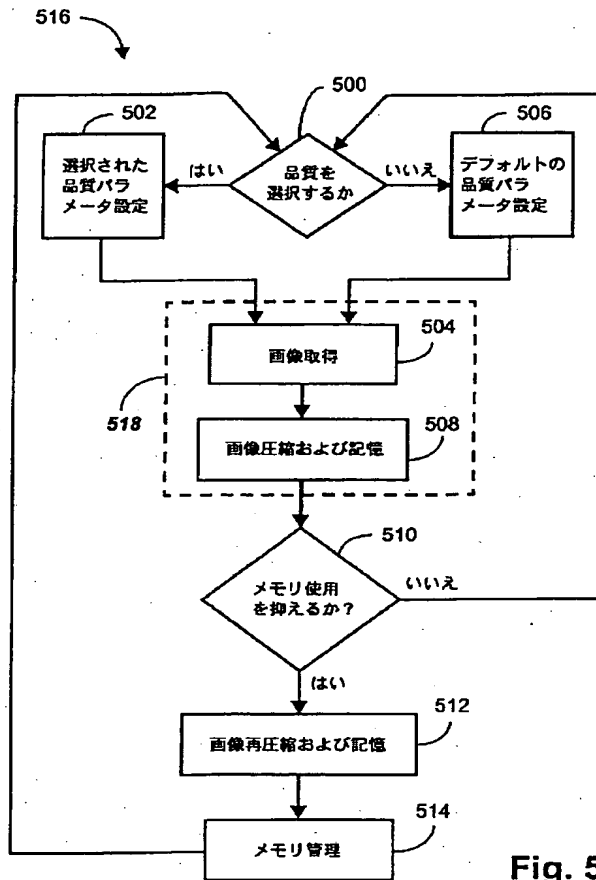 516
500
502
506
選択された
品質パラ
メータ設定
はい
品質を
選択するか
いいえ
デフォルトの
品質パラ
メータ設定
504
画像取得
518
508
画像圧縮および記憶
510
メモリ使用
を抑えるか？
いいえ
はい
512
画像再圧縮および記憶
514
メモリ管理
Fig. 5